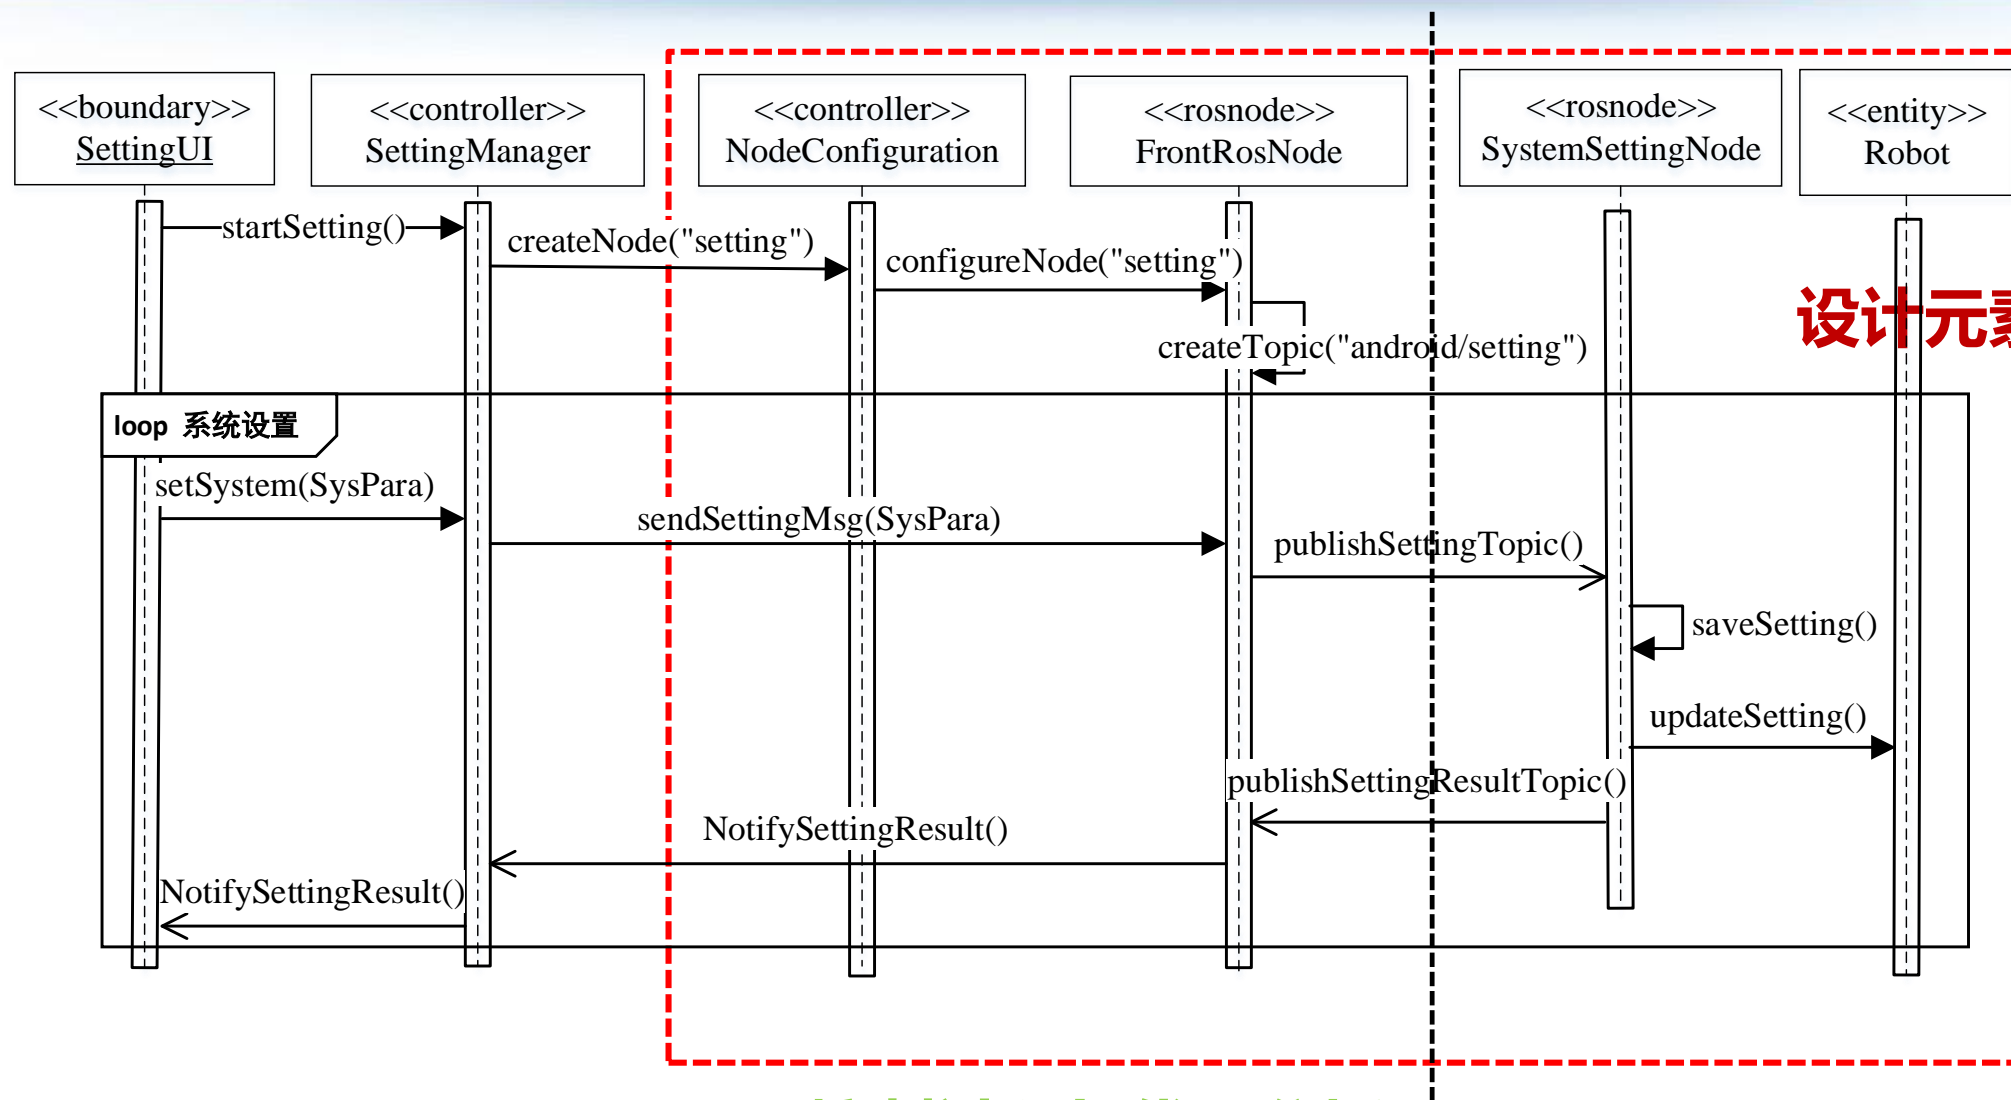 <<boundary>>
SettingUI
<<controller>>
SettingManager
<<controller>>
NodeConfiguration
<<rosnode>>
FrontRosNode
<<rosnode>>
SystemSettingNode
<<entity>>
Robot
startSetting()
createNode("setting")
configureNode("setting")
设计元素
createTopic("android/setting")
loop 系统设置
setSystem(SysPara)
sendSettingMsg(SysPara)
publishSettingTopic()
saveSetting()
updateSetting()
publishSettingResultTopic()
NotifySettingResult()
NotifySettingResult()